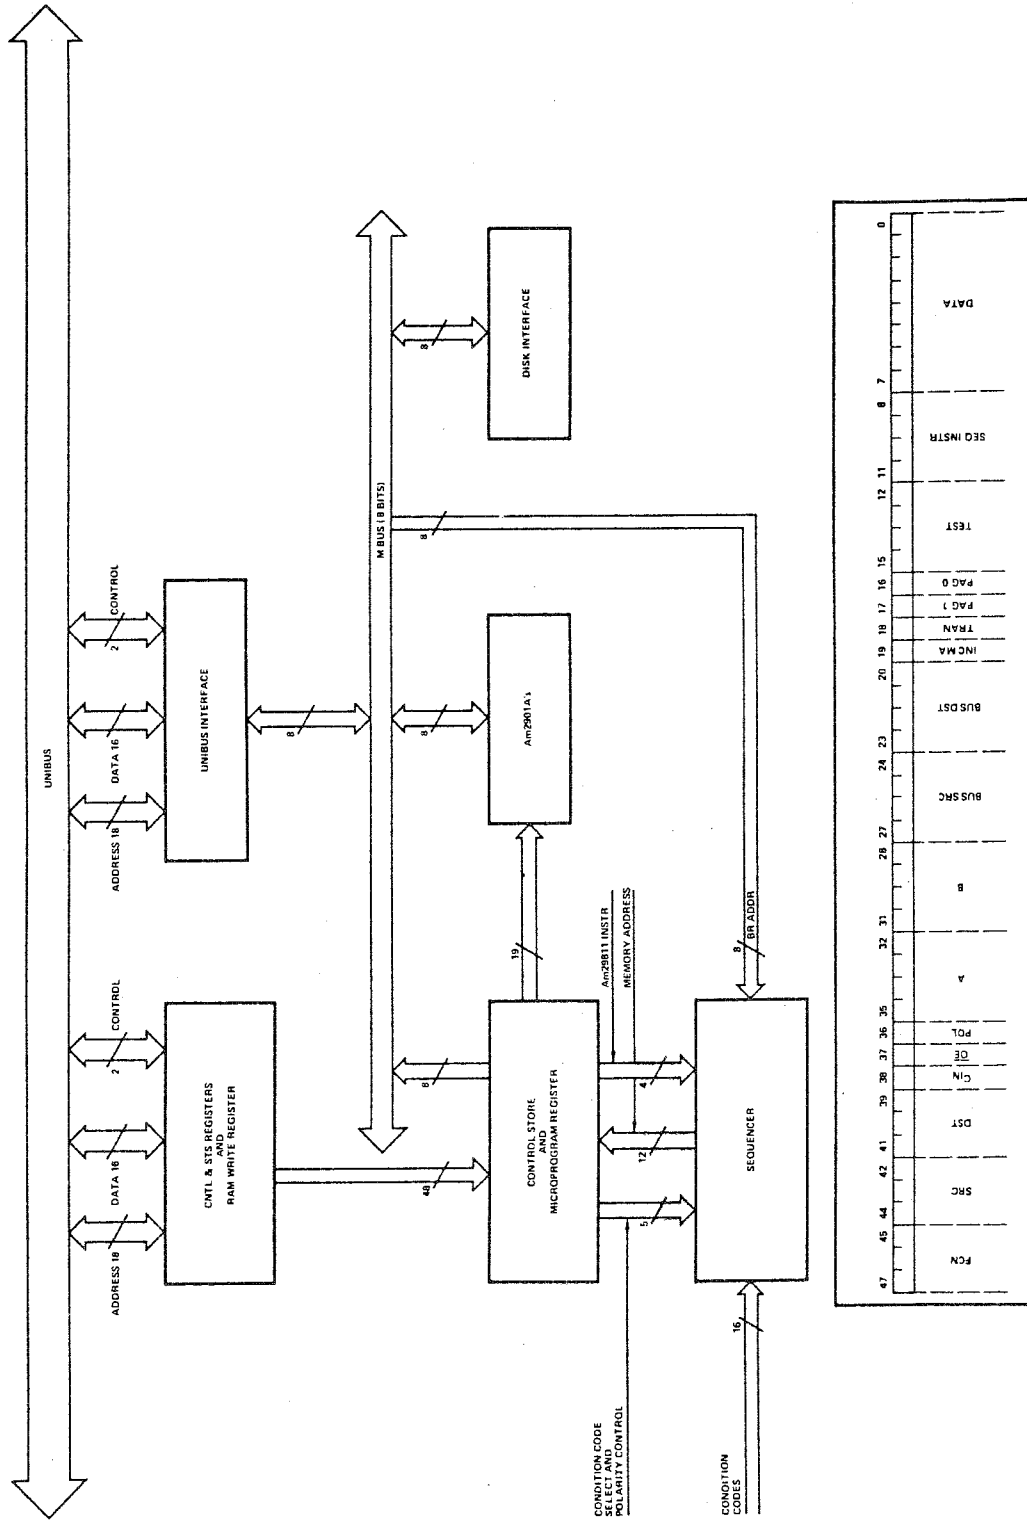 UNIBUS
ADDRESS 18
DATA 16
2
CONTROL
ADDRESS 18
DATA 16
2
CONTROL
CNTL & STS REGISTERS
AND
RAM WRITE REGISTER
UNIBUS INTERFACE
8
48
M BUS (8 BITS)
8
8
8
8
CONTROL STORE
AND
MICROPROGRAM REGISTER
19
Am2901A's
DISK INTERFACE
CONDITION CODE
SELECT AND
POLARITY CONTROL
5
12
4
Am29811 INSTR
MEMORY ADDRESS
CONDITION
CODES
16
SEQUENCER
8
BR ADDR
47
45
44
42
41
39
38
37
36
35
32
31
28
27
24
23
20
19
18
17
16
15
12
11
8
7
0
FCN
SRC
DST
CIN
OE
POL
A
B
BUS SRC
BUS DST
INC MA
TRAN
PAG 1
PAG 0
TEST
SEQ INSTR
DATA